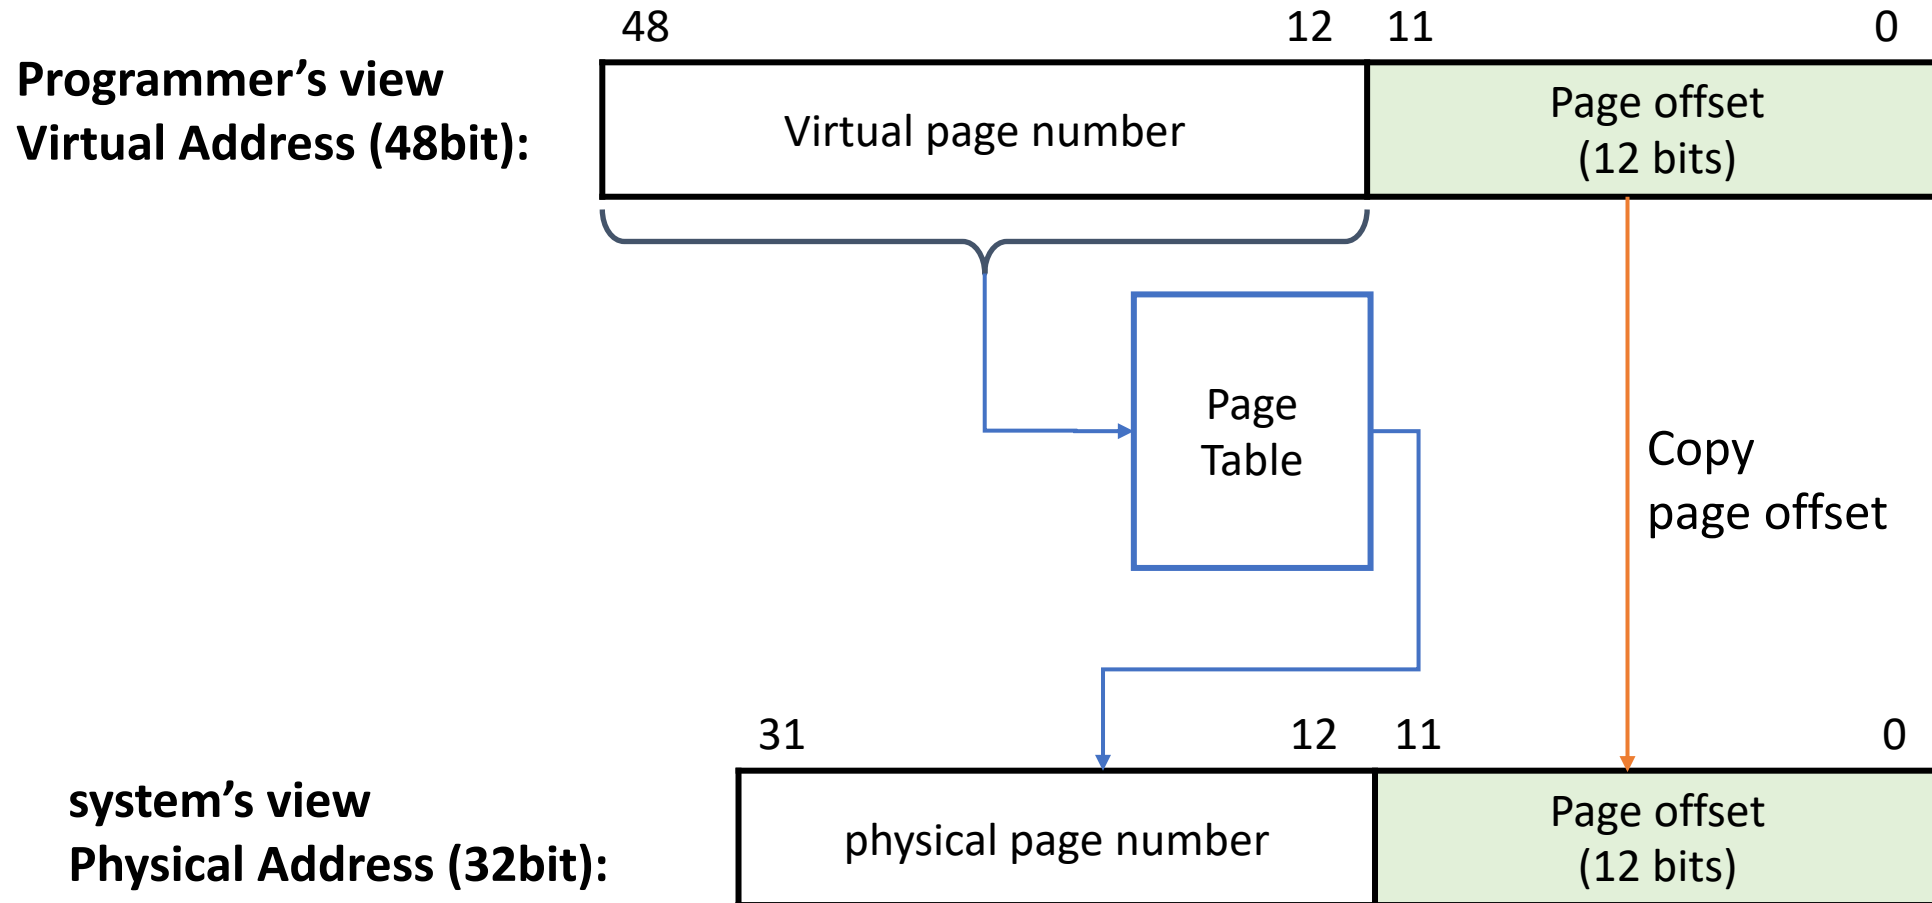 48 12 11 0
Programmer’s view
Virtual Address (48bit):
Virtual page number
Page offset
(12 bits)
Page
Table
Copy
page offset
31 12 11 0
system’s view
Physical Address (32bit):
physical page number
Page offset
(12 bits)